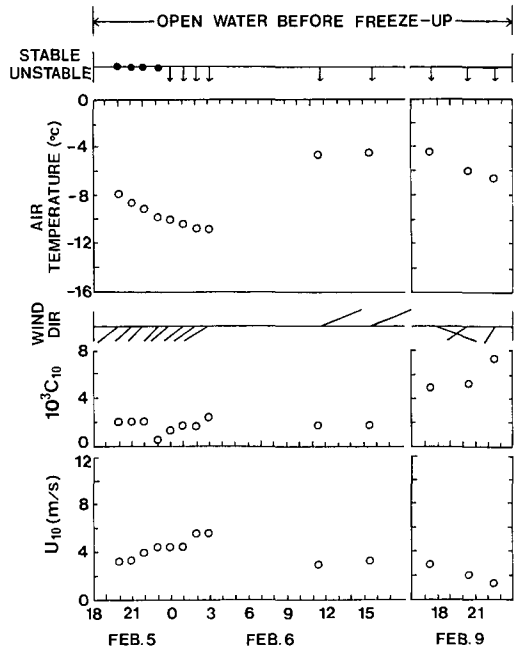 OPEN WATER BEFORE FREEZE-UP
STABLE
UNSTABLE
AIR
TEMPERATURE (°C)
0
-4
-8
-12
-16
WIND
DIR
10³C₁₀
8
4
0
U₁₀ (m/s)
12
8
4
0
18 21 0 3 6 9 12 15 18 21
FEB. 5 FEB. 6 FEB. 9